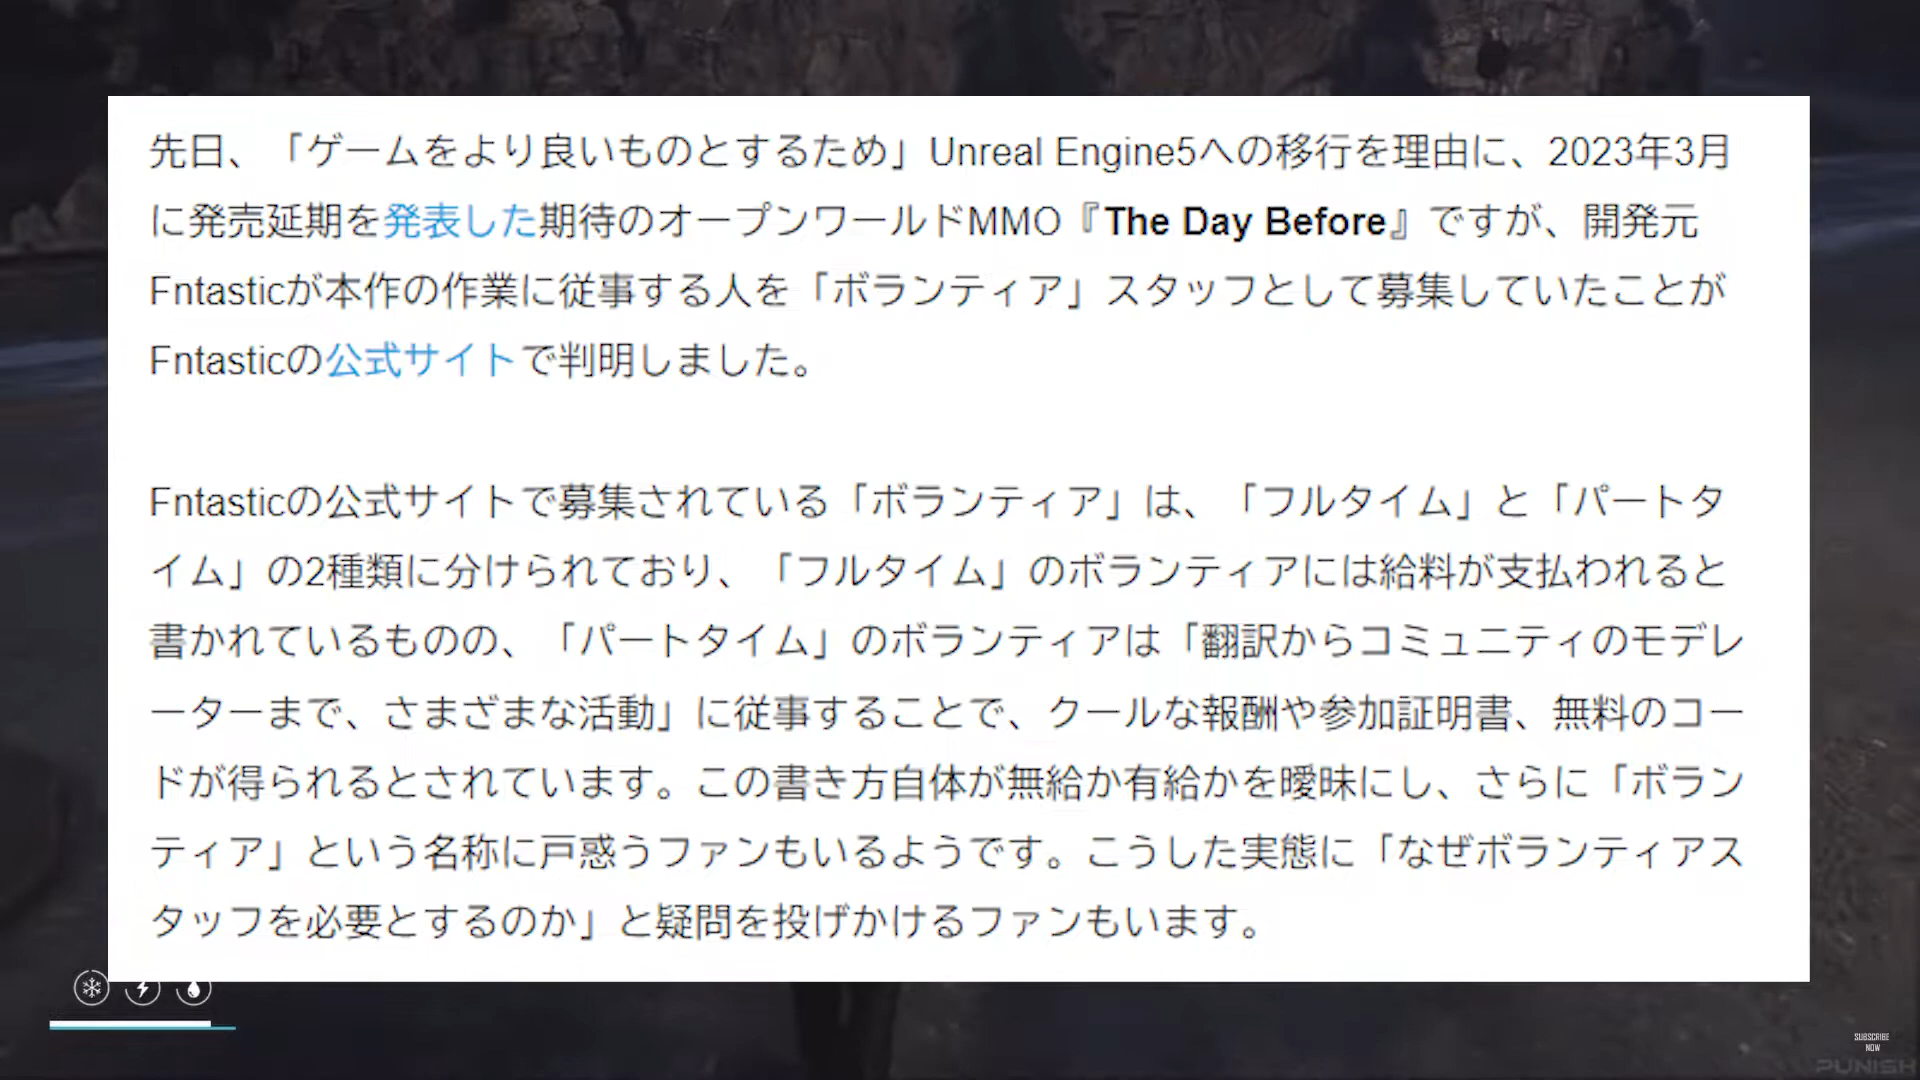 先日、「ゲームをより良いものとするため」Unreal Engine5への移行を理由に、2023年3月
に発売延期を発表した期待のオープンワールドMMO『The Day Before』ですが、開発元
Fntasticが本作の作業に従事する人を「ボランティア」スタッフとして募集していたことが
Fntasticの公式サイトで判明しました。
Fntasticの公式サイトで募集されている「ボランティア」は、「フルタイム」と「パートタ
イム」の2種類に分けられており、「フルタイム」のボランティアには給料が支払われると
書かれているものの、「パートタイム」のボランティアは「翻訳からコミュニティのモデレ
ーターまで、さまざまな活動」に従事することで、クールな報酬や参加証明書、無料のコー
ドが得られるとされています。この書き方自体が無給か有給かを曖昧にし、さらに「ボラン
ティア」という名称に戸惑うファンもいるようです。こうした実態に「なぜボランティアス
タッフを必要とするのか」と疑問を投げかけるファンもいます。
SUBSCRIBE
NOW
PUNISH